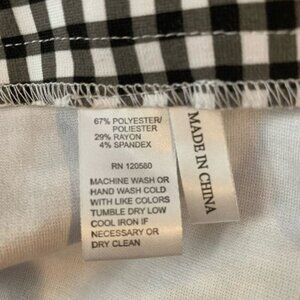 67% POLYESTER/
POLIESTER
29% RAYON
4% SPANDEX
RN 120580
MACHINE WASH OR
HAND WASH COLD
WITH LIKE COLORS
TUMBLE DRY LOW
COOL IRON IF
NECESSARY OR
DRY CLEAN
MADE IN CHINA